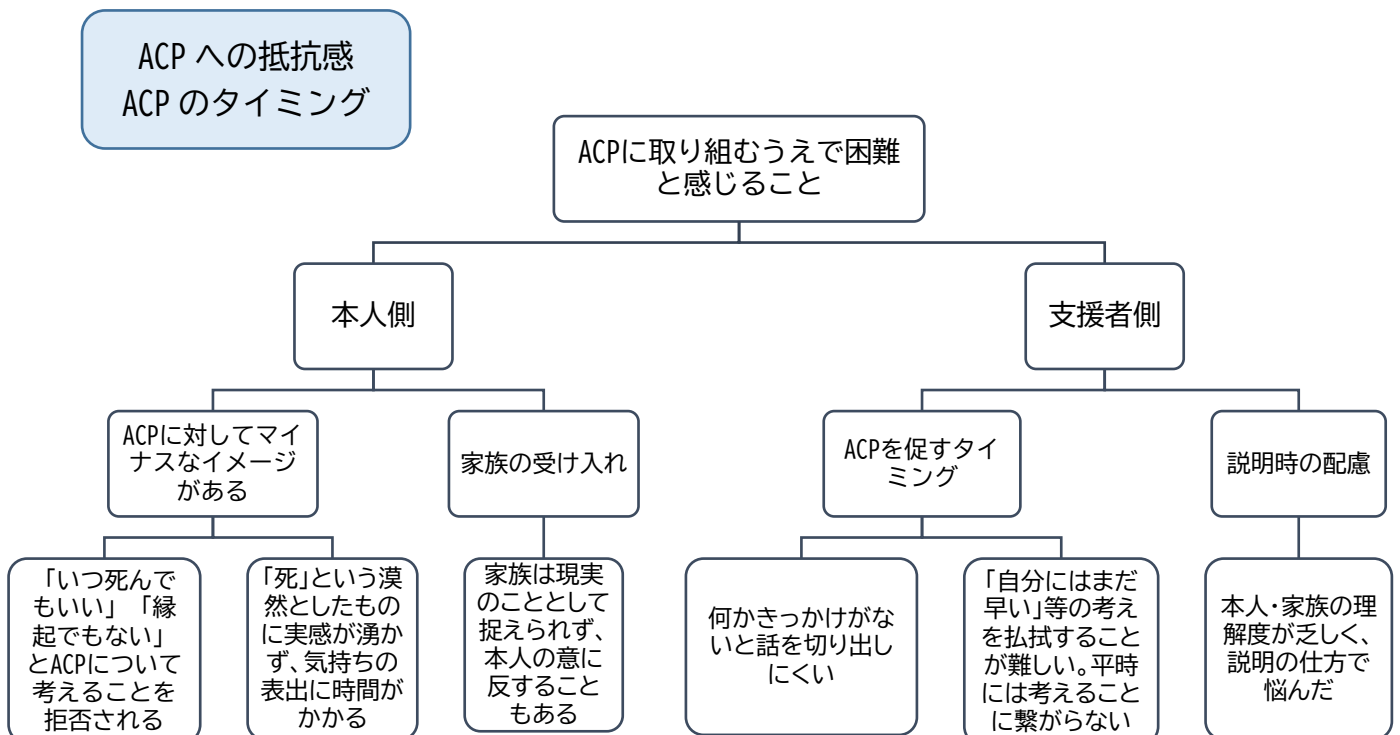 ACP への抵抗感
ACP のタイミング
ACPに取り組むうえで困難
と感じること
本人側
支援者側
ACPに対してマイ
ナスなイメージ
がある
家族の受け入れ
ACPを促すタイ
ミング
説明時の配慮
「いつ死んで
もいい」「縁
起でもない」
とACPについて
考えることを
拒否される
「死」という漠
然としたもの
に実感が湧か
ず、気持ちの
表出に時間が
かかる
家族は現実
のこととして
捉えられず、
本人の意に
反すること
もある
何かきっかけがな
いと話を切り出し
にくい
「自分にはまだ
早い」等の考え
を払拭すること
が難しい。平時
には考えること
に繋がらない
本人・家族の理
解度が乏しく、
説明の仕方で
悩んだ